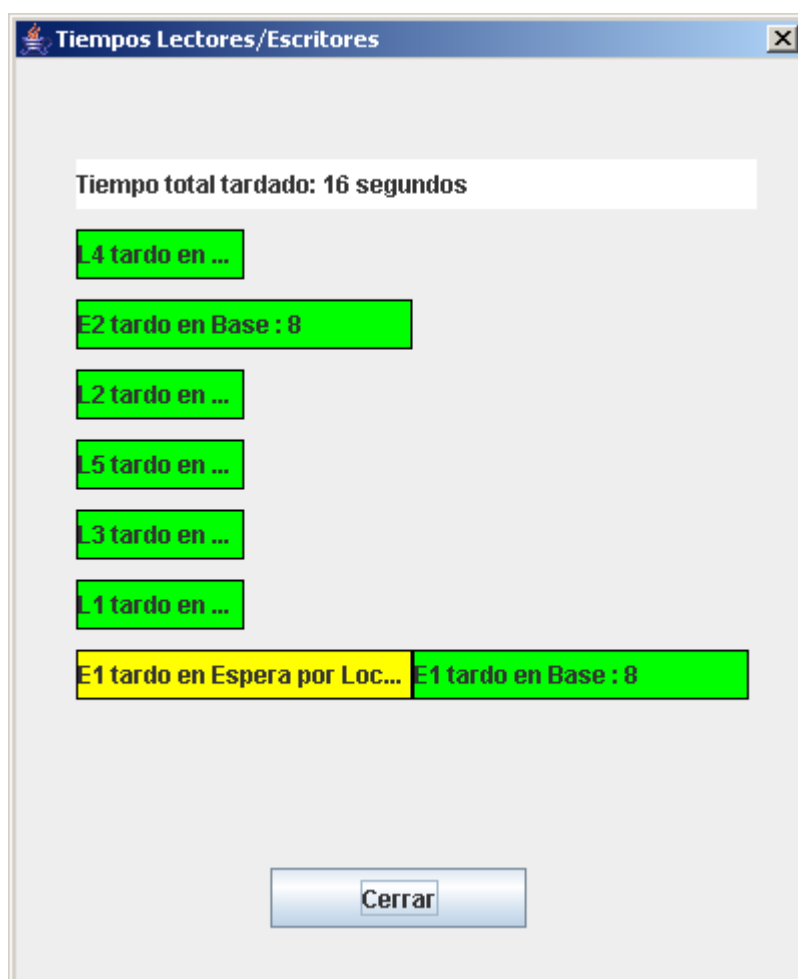 Tiempos Lectores/Escritores
Tiempo total tardado: 16 segundos
L4 tardo en ...
E2 tardo en Base : 8
L2 tardo en ...
L5 tardo en ...
L3 tardo en ...
L1 tardo en ...
E1 tardo en Espera por Loc... E1 tardo en Base : 8
Cerrar